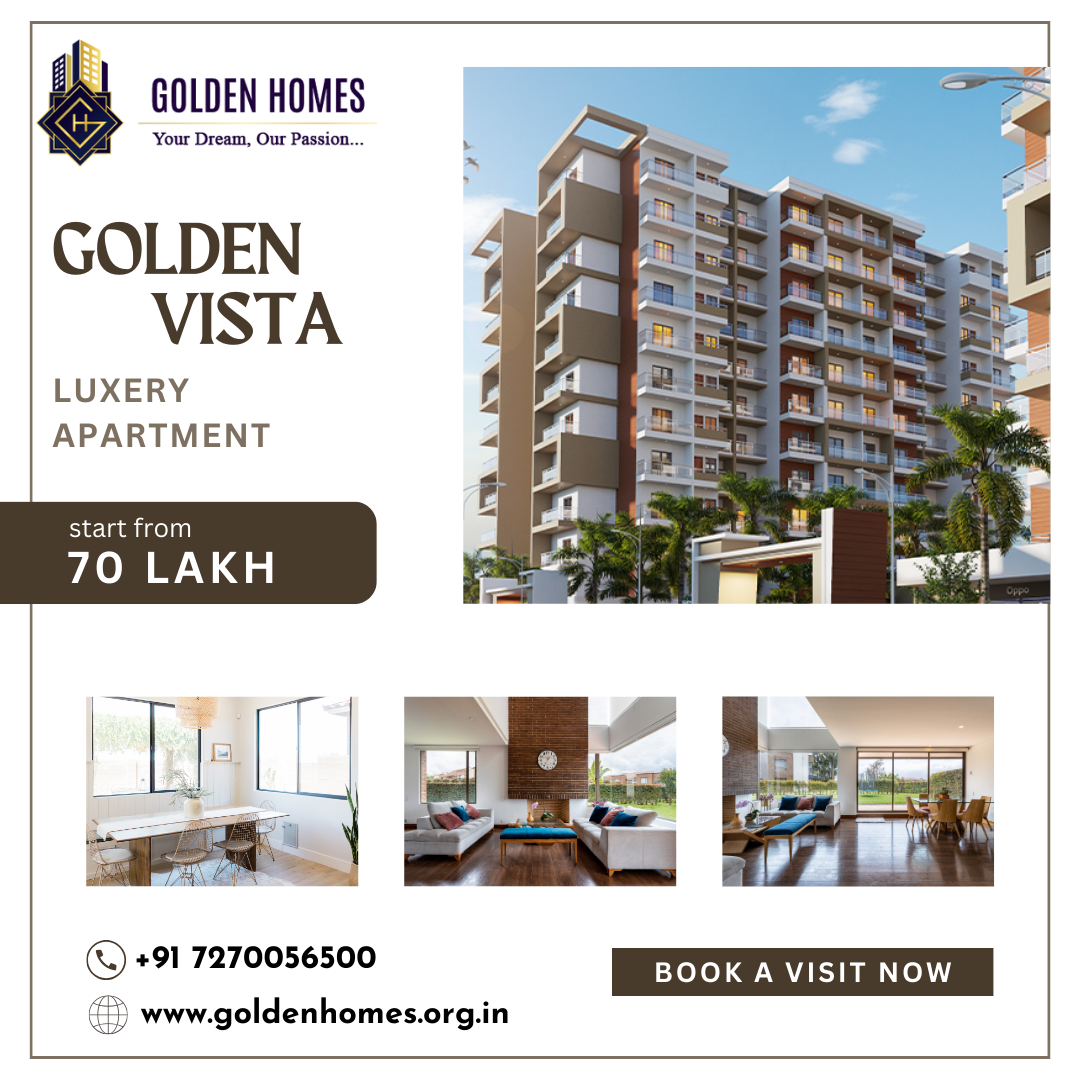 GOLDEN HOMES
Your Dream, Our Passion...
GOLDEN
VISTA
LUXERY
APARTMENT
start from
70 LAKH
Oppo
+91 7270056500
www.goldenhomes.org.in
BOOK A VISIT NOW